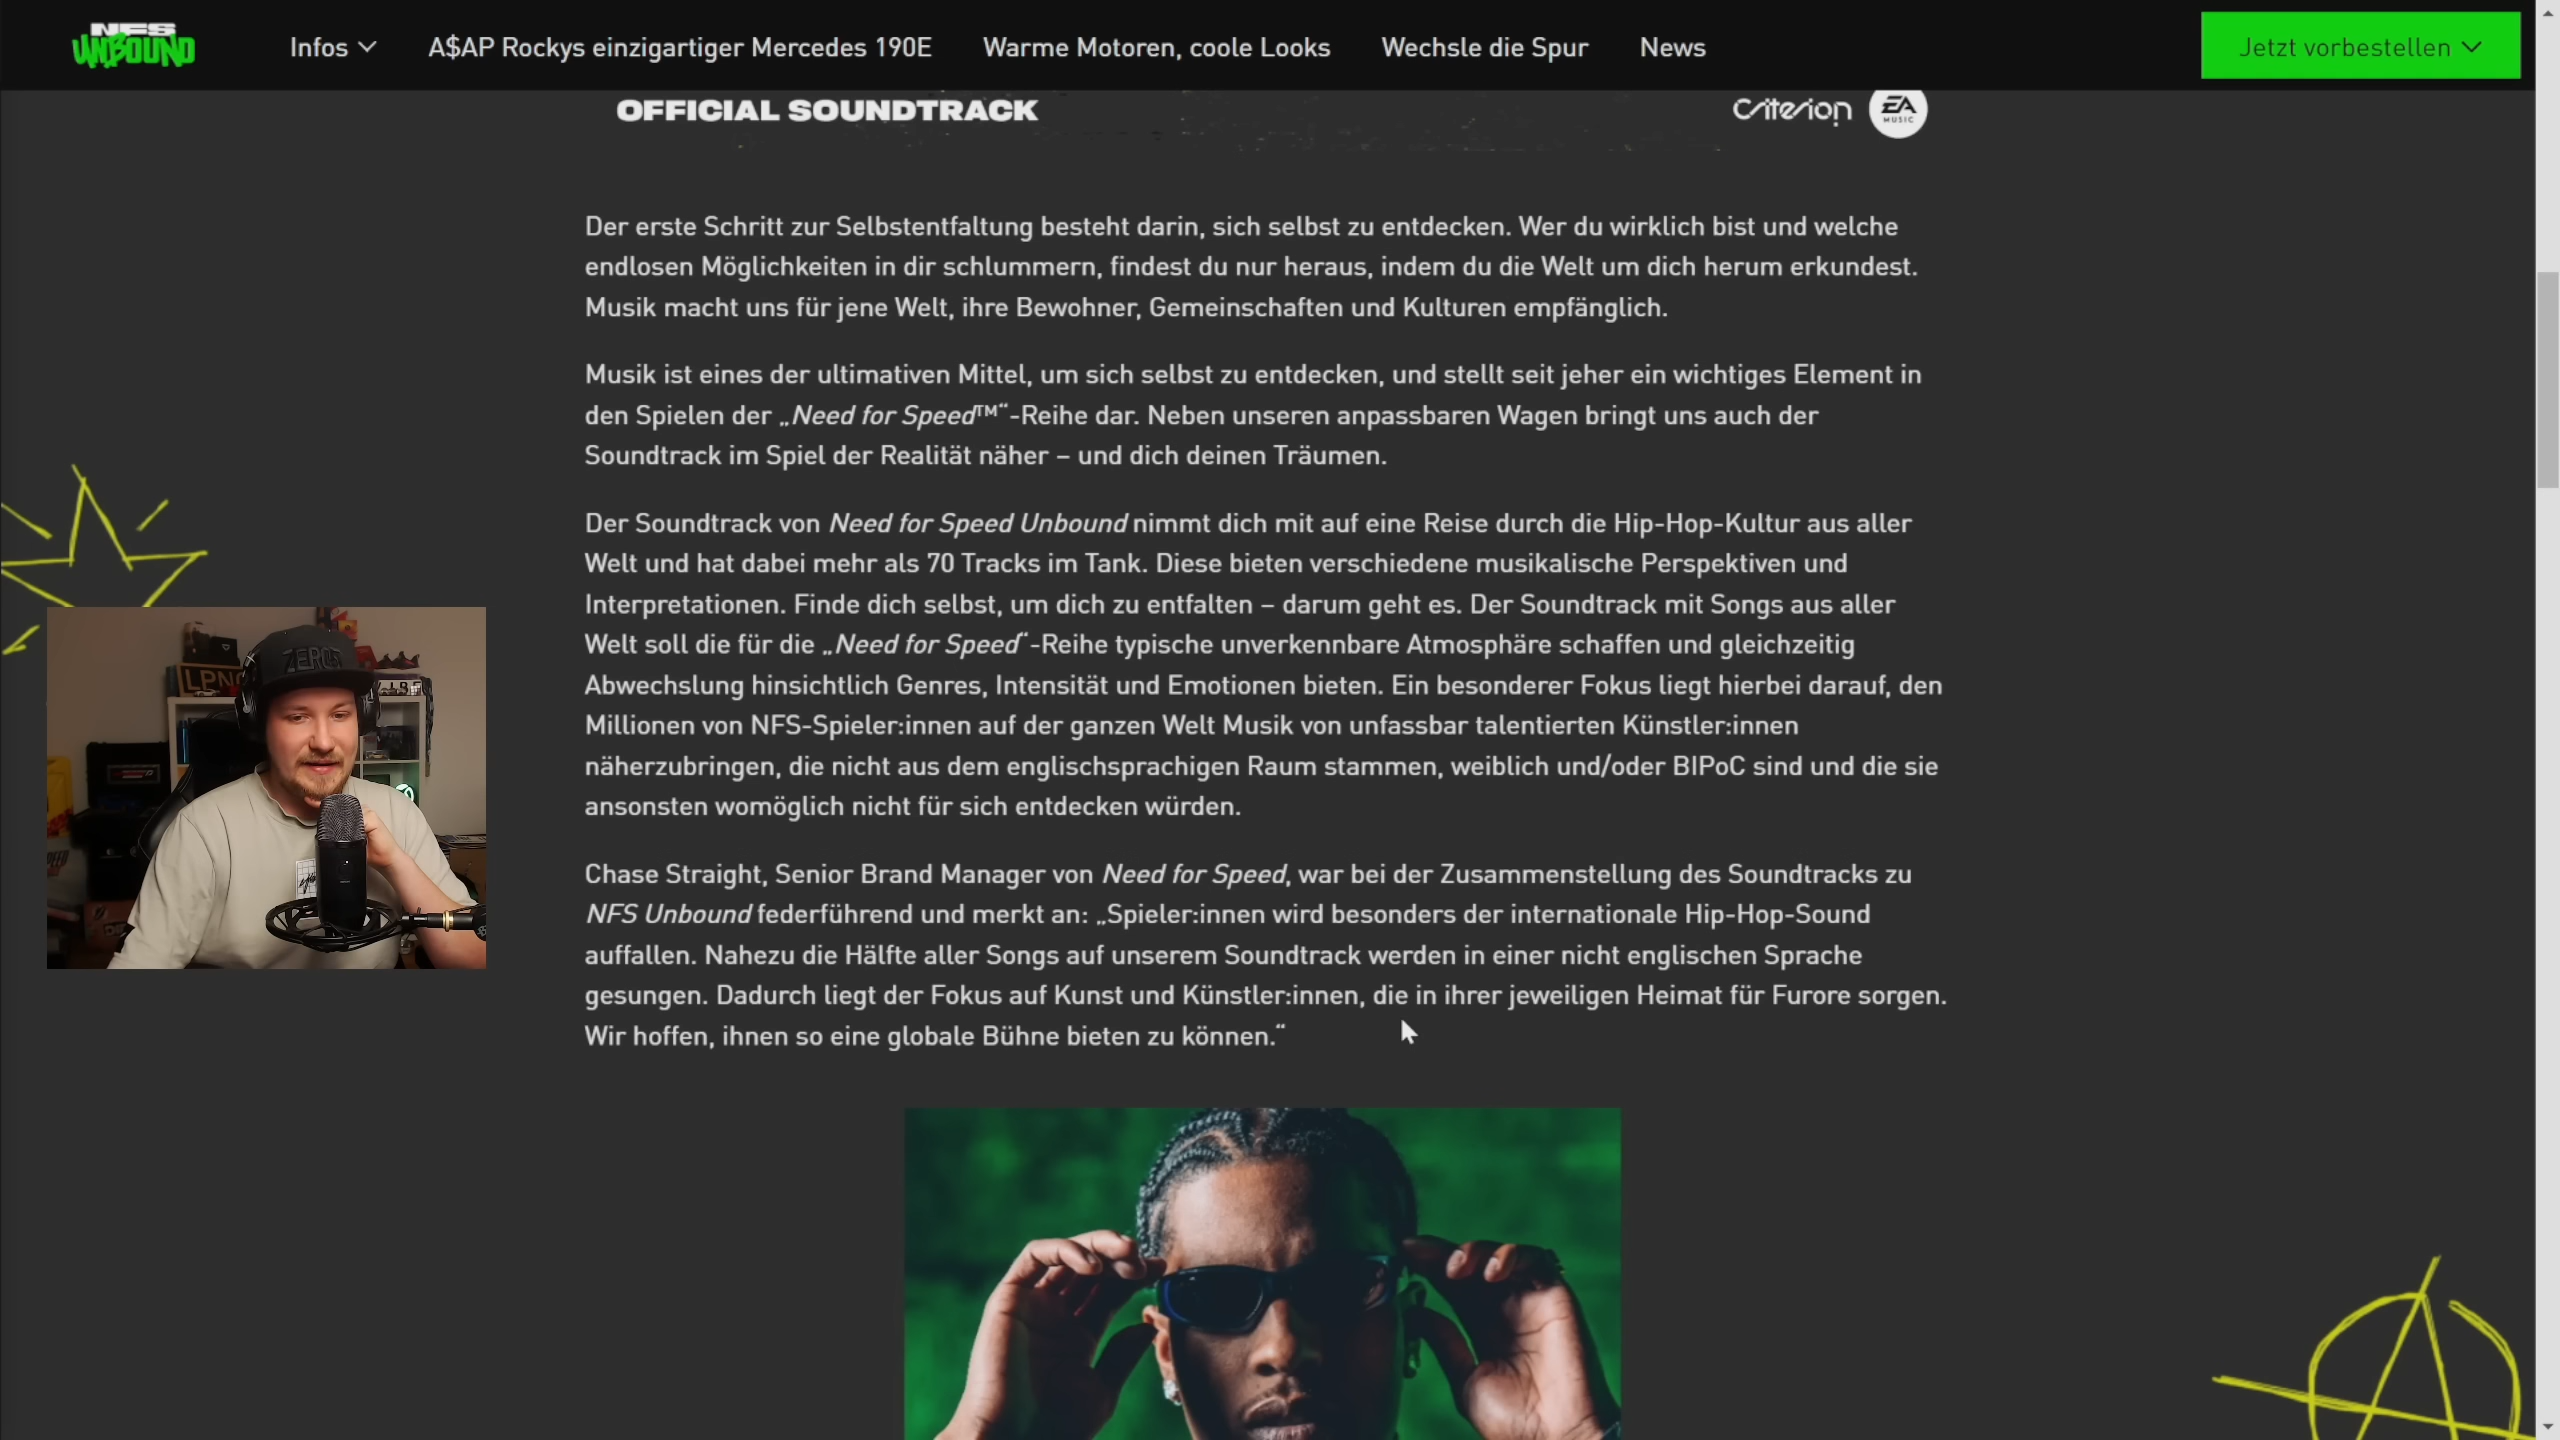 NFS
UNBOUND
Infos
A$AP Rockys einzigartiger Mercedes 190E
Warme Motoren, coole Looks
Wechsle die Spur
News
Jetzt vorbestellen
OFFICIAL SOUNDTRACK
Criterion
EA
MUSIC
Der erste Schritt zur Selbstentfaltung besteht darin, sich selbst zu entdecken. Wer du wirklich bist und welche
endlosen Möglichkeiten in dir schlummern, findest du nur heraus, indem du die Welt um dich herum erkundest.
Musik macht uns für jene Welt, ihre Bewohner, Gemeinschaften und Kulturen empfänglich.
Musik ist eines der ultimativen Mittel, um sich selbst zu entdecken, und stellt seit jeher ein wichtiges Element in
den Spielen der „Need for Speed™“-Reihe dar. Neben unseren anpassbaren Wagen bringt uns auch der
Soundtrack im Spiel der Realität näher – und dich deinen Träumen.
Der Soundtrack von Need for Speed Unbound nimmt dich mit auf eine Reise durch die Hip-Hop-Kultur aus aller
Welt und hat dabei mehr als 70 Tracks im Tank. Diese bieten verschiedene musikalische Perspektiven und
Interpretationen. Finde dich selbst, um dich zu entfalten – darum geht es. Der Soundtrack mit Songs aus aller
Welt soll die für die „Need for Speed“-Reihe typische unverkennbare Atmosphäre schaffen und gleichzeitig
Abwechslung hinsichtlich Genres, Intensität und Emotionen bieten. Ein besonderer Fokus liegt hierbei darauf, den
Millionen von NFS-Spieler:innen auf der ganzen Welt Musik von unfassbar talentierten Künstler:innen
näherzubringen, die nicht aus dem englischsprachigen Raum stammen, weiblich und/oder BIPoC sind und die sie
ansonsten womöglich nicht für sich entdecken würden.
Chase Straight, Senior Brand Manager von Need for Speed, war bei der Zusammenstellung des Soundtracks zu
NFS Unbound federführend und merkt an: „Spieler:innen wird besonders der internationale Hip-Hop-Sound
auffallen. Nahezu die Hälfte aller Songs auf unserem Soundtrack werden in einer nicht englischen Sprache
gesungen. Dadurch liegt der Fokus auf Kunst und Künstler:innen, die in ihrer jeweiligen Heimat für Furore sorgen.
Wir hoffen, ihnen so eine globale Bühne bieten zu können.“